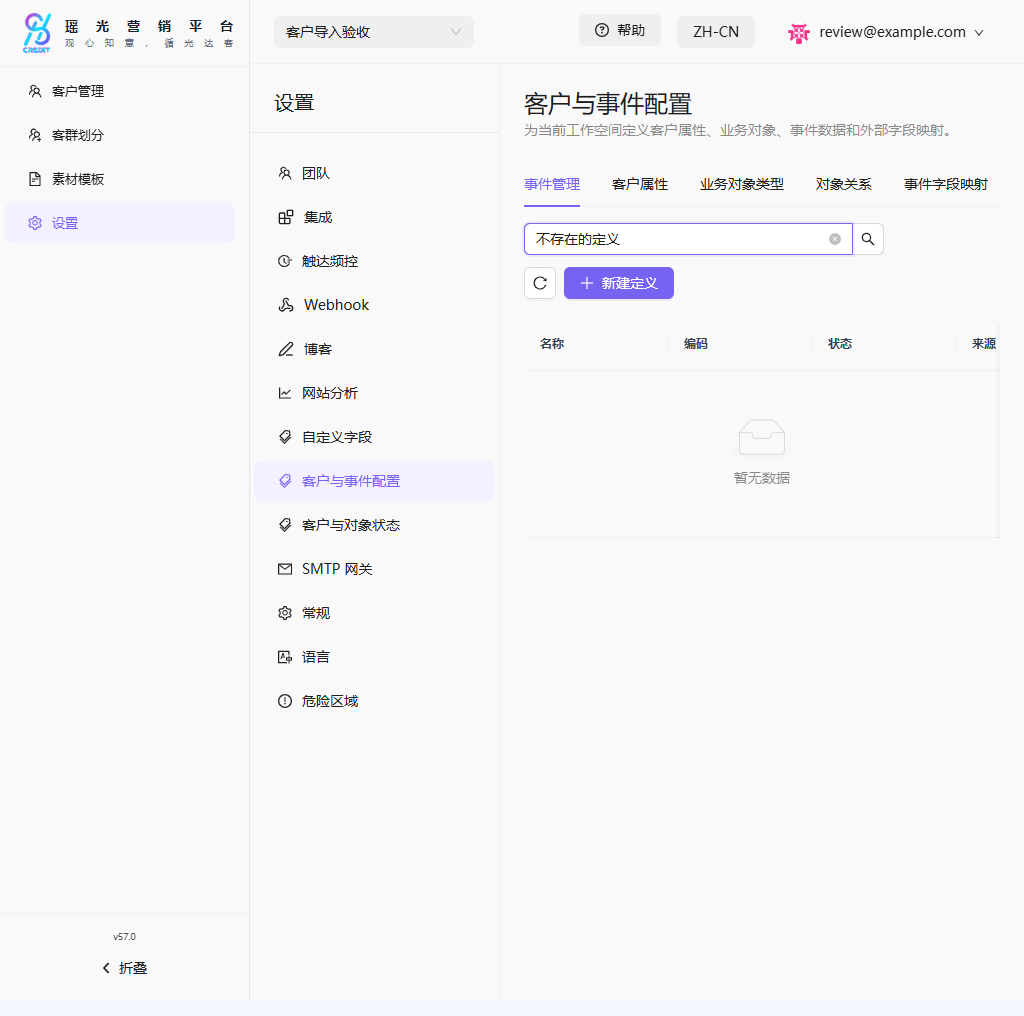 瑶光营销平台
观心知意，循光达客
CREDIT
客户导入验收
帮助
ZH-CN
review@example.com
客户管理
客群划分
素材模板
设置
v57.0
折叠
设置
团队
集成
触达频控
Webhook
博客
网站分析
自定义字段
客户与事件配置
客户与对象状态
SMTP 网关
常规
语言
危险区域
客户与事件配置
为当前工作空间定义客户属性、业务对象、事件数据和外部字段映射。
事件管理 客户属性 业务对象类型 对象关系 事件字段映射
不存在的定义
新建定义
名称 编码 状态 来源
暂无数据